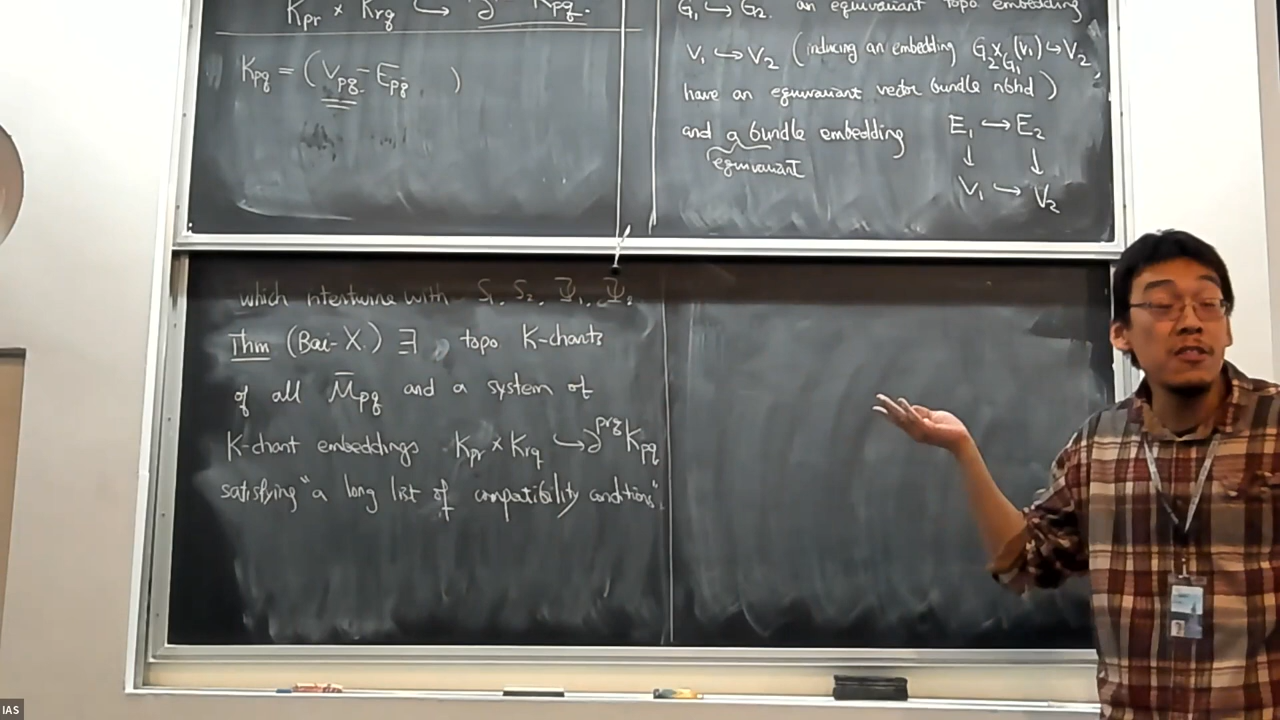 K_pr × K_rq ↪ ∂ K_pq.
K_pq = (V_pq - E_pq )
G_1 ↪ G_2. an equivariant topo embedding
V_1 ↪ V_2 (inducing an embedding G_2 ×_{G_1} (V_1) ↪ V_2,
have an equivariant vector bundle nbhd)
and a bundle embedding E_1 ↪ E_2
equivariant ↓ ↓
V_1 ↪ V_2
which intertwine with S_1, S_2, Ψ_1, Ψ_2
Thm (Bai-X.) ∃ topo K-charts
of all M̄_pq and a system of
K-chart embeddings K_pr × K_rq ↪ ∂^{prq} K_pq
satisfying "a long list of compatibility conditions".
IAS